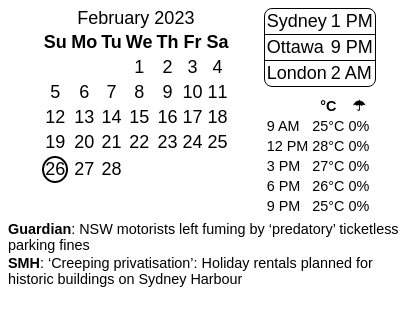 February 2023
Su Mo Tu We Th Fr Sa
1 2 3 4
5 6 7 8 9 10 11
12 13 14 15 16 17 18
19 20 21 22 23 24 25
26 27 28
Sydney 1 PM
Ottawa 9 PM
London 2 AM
°C ☂
9 AM 25°C 0%
12 PM 28°C 0%
3 PM 27°C 0%
6 PM 26°C 0%
9 PM 25°C 0%
Guardian: NSW motorists left fuming by ‘predatory’ ticketless
parking fines
SMH: ‘Creeping privatisation’: Holiday rentals planned for
historic buildings on Sydney Harbour